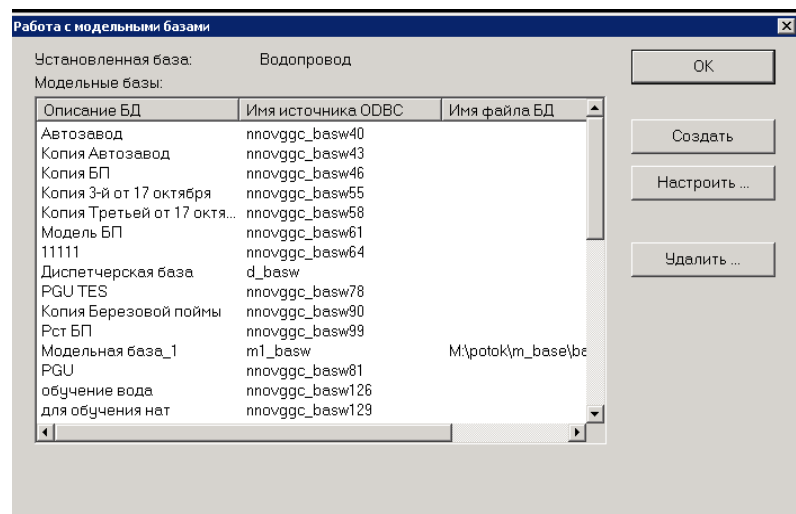 Работа с модельными базами
Установленная база: Водопровод
Модельные базы:
Описание БД Имя источника ODBC Имя файла БД
Автозавод nnovggc_basw40
Копия Автозавод nnovggc_basw43
Копия БП nnovggc_basw46
Копия 3-й от 17 октября nnovggc_basw55
Копия Третьей от 17 октя... nnovggc_basw58
Модель БП nnovggc_basw61
11111 nnovggc_basw64
Диспетчерская база d_basw
PGU TES nnovggc_basw78
Копия Березовой поймы nnovggc_basw90
Рст БП nnovggc_basw99
Модельная база_1 m1_basw M:\potok\m_base\ba
PGU nnovggc_basw81
обучение вода nnovggc_basw126
для обучения нат nnovggc_basw129
OK
Создать
Настроить ...
Удалить ...